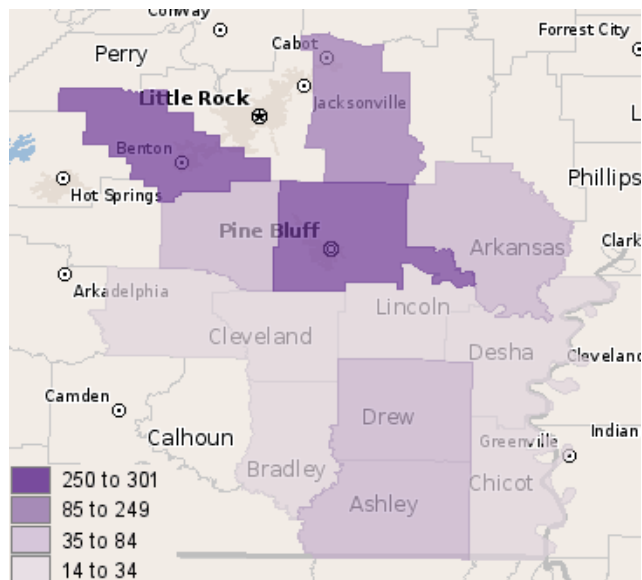 Conway
Forrest City
Cabot
Perry
Little Rock
Jacksonville
L
Benton
Phillips
Hot Springs
Pine Bluff
Arkansas
Clark
Arkadelphia
Lincoln
Cleveland
Desha
Cleveland
Camden
Drew
Indian
Calhoun
Greenville
Bradley
Chicot
250 to 301
Ashley
85 to 249
35 to 84
14 to 34